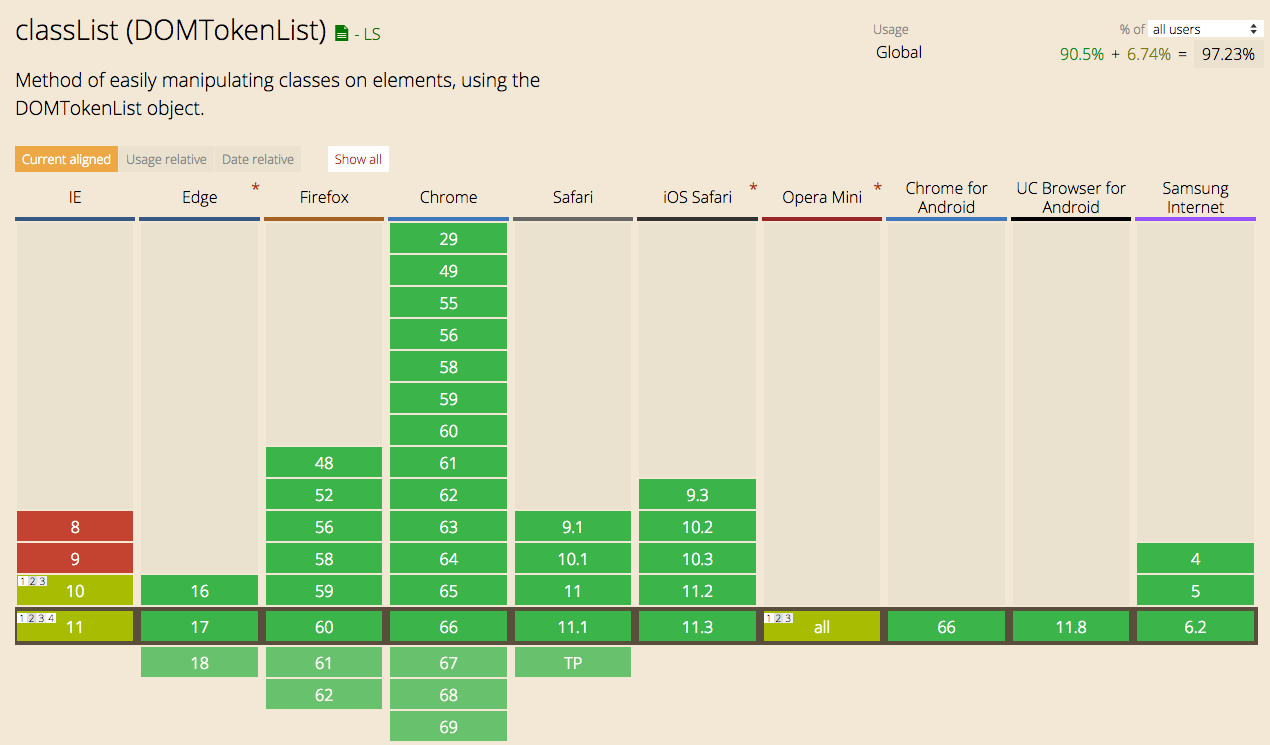 classList (DOMTokenList) - LS
Usage % of all users
Global 90.5% + 6.74% = 97.23%
Method of easily manipulating classes on elements, using the
DOMTokenList object.
Current aligned Usage relative Date relative Show all
IE Edge * Firefox Chrome Safari iOS Safari * Opera Mini * Chrome for Android UC Browser for Android Samsung Internet
29
49
55
56
58
59
60
48 61
52 62 9.3
8 56 63 9.1 10.2
9 58 64 10.1 10.3 4
1 2 3 10 16 59 65 11 11.2 5
1 2 3 4 11 17 60 66 11.1 11.3 1 2 3 all 66 11.8 6.2
18 61 67 TP
62 68
69